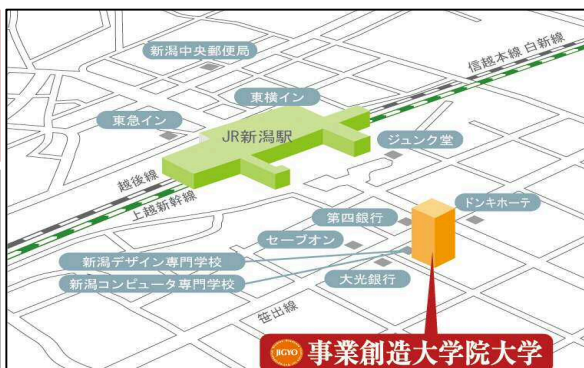 新潟中央郵便局
信越本線 白新線
東横イン
東急イン
JR新潟駅
ジュンク堂
越後線
上越新幹線
第四銀行
ドンキホーテ
セーブオン
新潟デザイン専門学校
大光銀行
新潟コンピュータ専門学校
笹出線
JIGYO 事業創造大学院大学